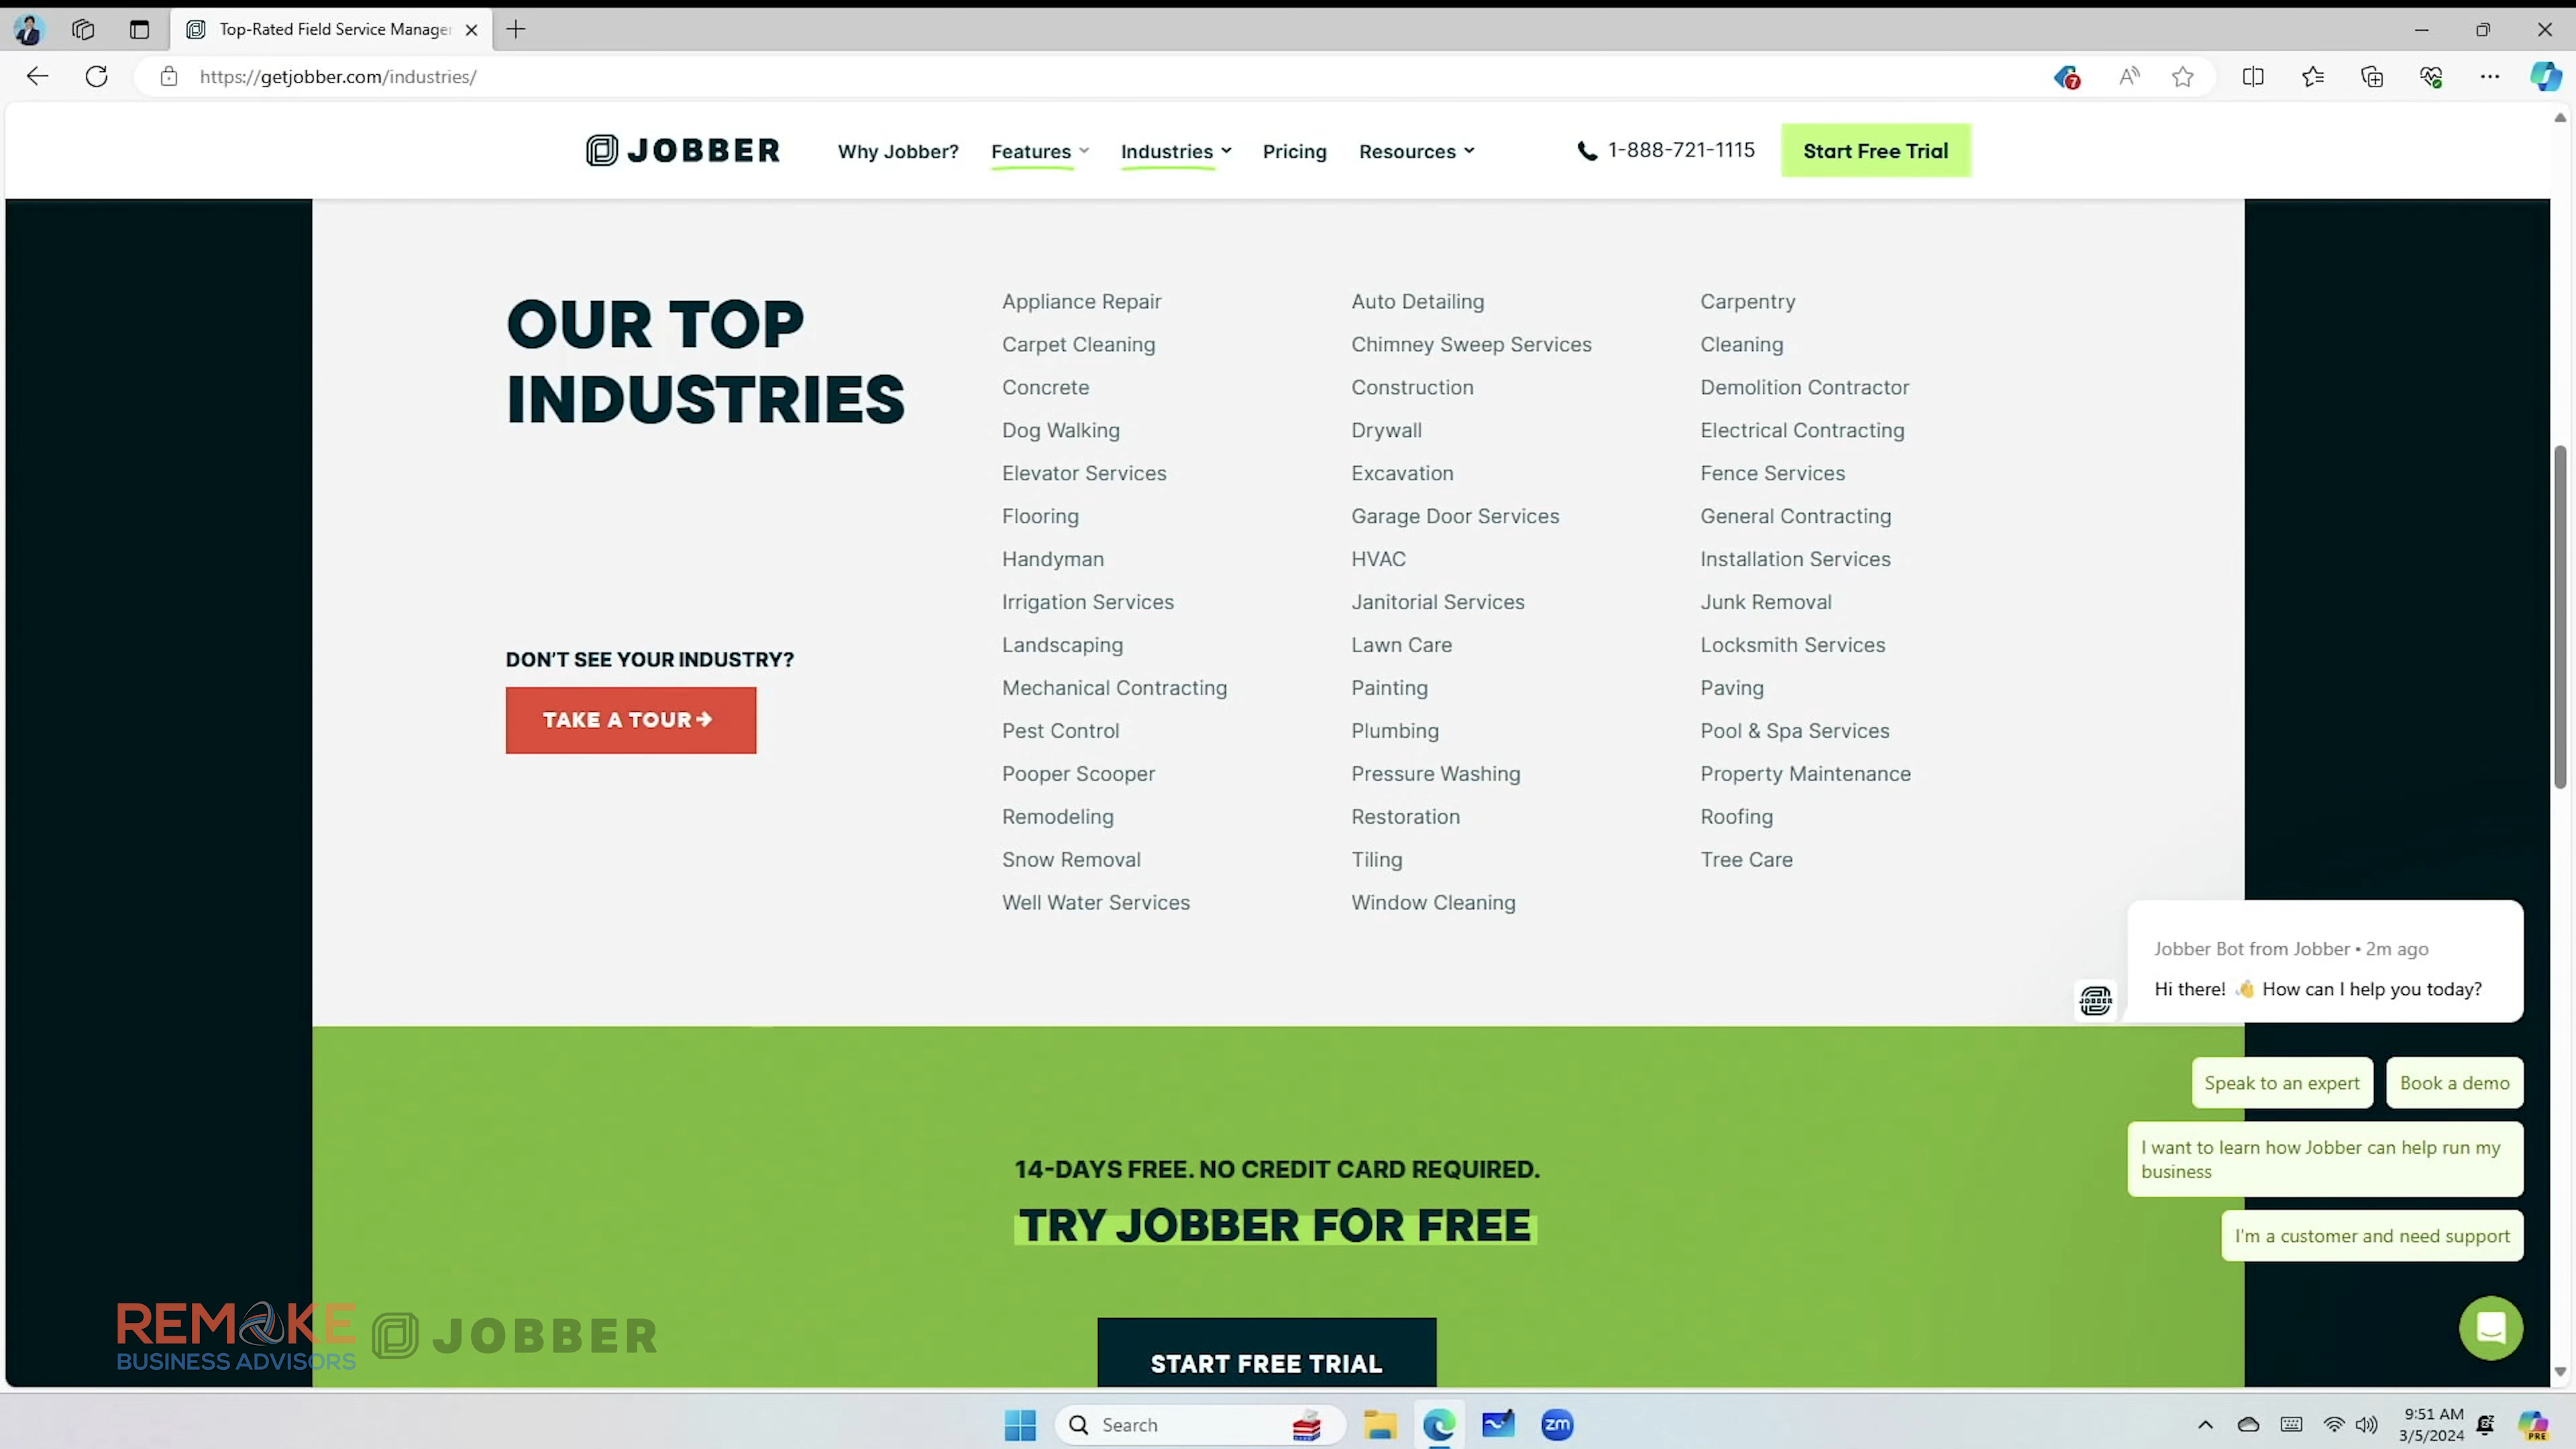 Top-Rated Field Service Manage
https://getjobber.com/industries/
7
JOBBER
Why Jobber?
Features
Industries
Pricing
Resources
1-888-721-1115
Start Free Trial
OUR TOP
INDUSTRIES
DON'T SEE YOUR INDUSTRY?
TAKE A TOUR
Appliance Repair
Carpet Cleaning
Concrete
Dog Walking
Elevator Services
Flooring
Handyman
Irrigation Services
Landscaping
Mechanical Contracting
Pest Control
Pooper Scooper
Remodeling
Snow Removal
Well Water Services
Auto Detailing
Chimney Sweep Services
Construction
Drywall
Excavation
Garage Door Services
HVAC
Janitorial Services
Lawn Care
Painting
Plumbing
Pressure Washing
Restoration
Tiling
Window Cleaning
Carpentry
Cleaning
Demolition Contractor
Electrical Contracting
Fence Services
General Contracting
Installation Services
Junk Removal
Locksmith Services
Paving
Pool & Spa Services
Property Maintenance
Roofing
Tree Care
14-DAYS FREE. NO CREDIT CARD REQUIRED.
TRY JOBBER FOR FREE
START FREE TRIAL
Jobber Bot from Jobber • 2m ago
Hi there! 👋 How can I help you today?
JOBBER
Speak to an expert
Book a demo
I want to learn how Jobber can help run my
business
I'm a customer and need support
REMAKE
BUSINESS ADVISORS
JOBBER
Search
zm
9:51 AM
3/5/2024
PRE